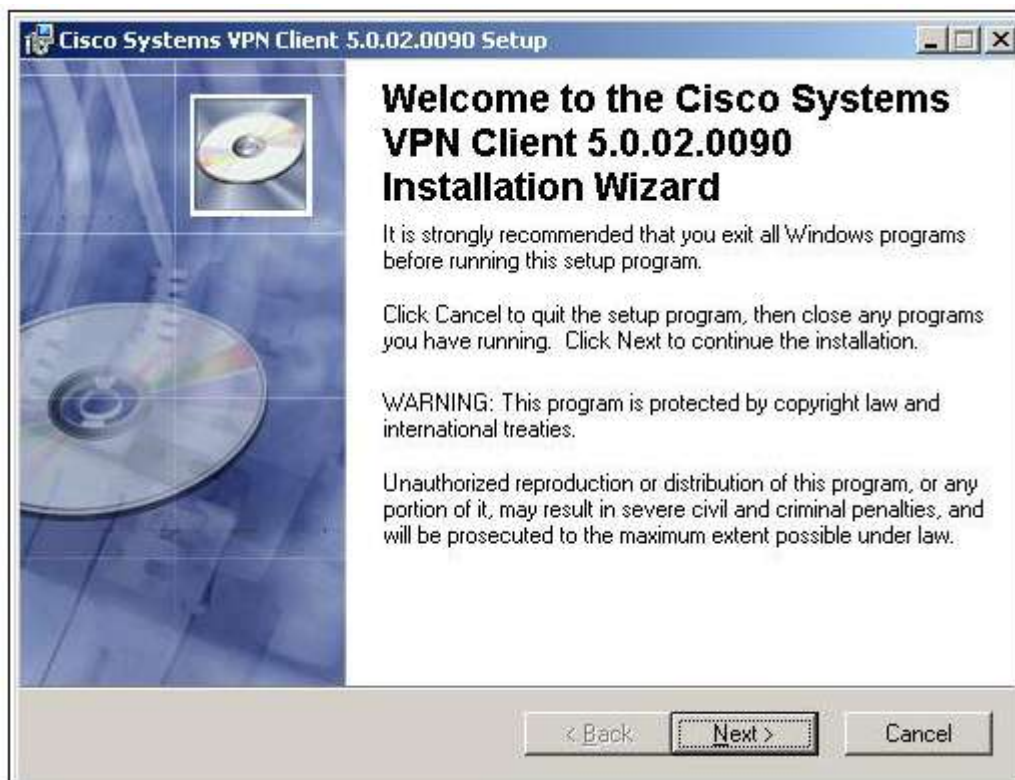 Cisco Systems VPN Client 5.0.02.0090 Setup
Welcome to the Cisco Systems
VPN Client 5.0.02.0090
Installation Wizard
It is strongly recommended that you exit all Windows programs
before running this setup program.
Click Cancel to quit the setup program, then close any programs
you have running. Click Next to continue the installation.
WARNING: This program is protected by copyright law and
international treaties.
Unauthorized reproduction or distribution of this program, or any
portion of it, may result in severe civil and criminal penalties, and
will be prosecuted to the maximum extent possible under law.
< Back Next > Cancel